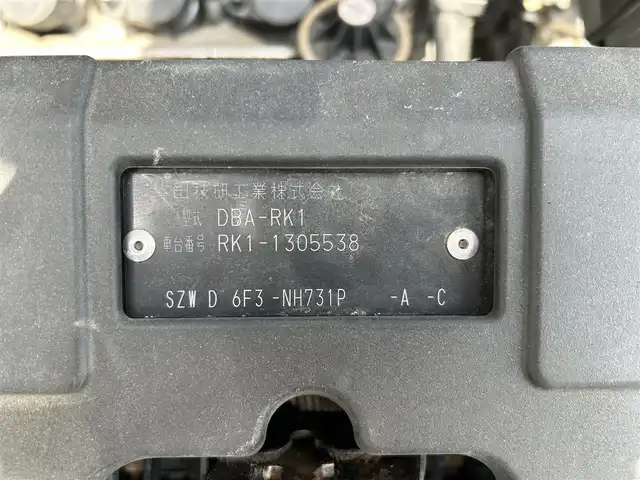 本田技研工業株式会社
型式 DBA-RK1
車台番号 RK1-1305538
SZW D 6F3 -NH731P -A -C